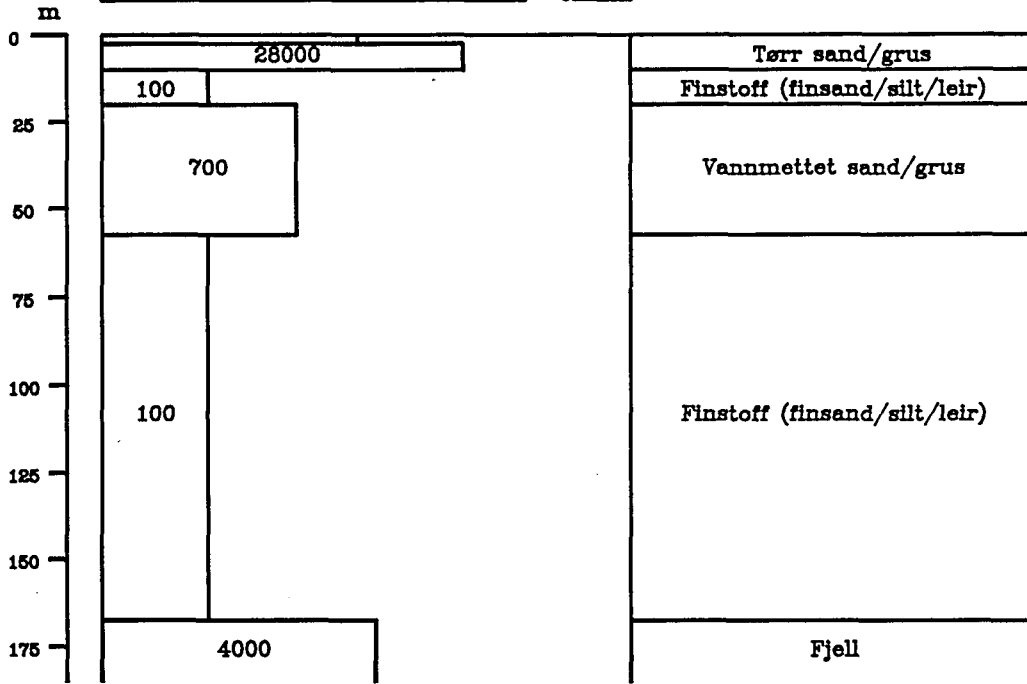 m
0
28000
Tørr sand/grus
100
Finstoff (finsand/silt/leir)
25
700
Vannmettet sand/grus
50
75
100
100
Finstoff (finsand/silt/leir)
125
150
175
4000
Fjell